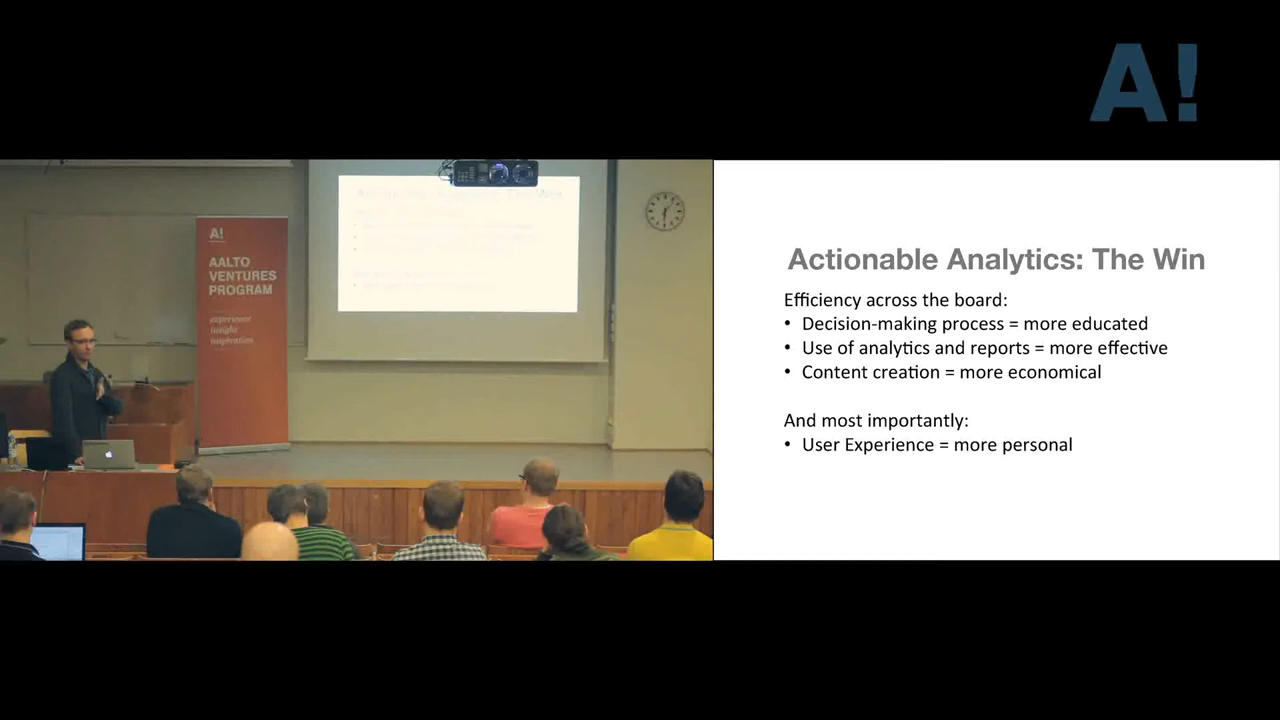 A!
A!
AALTO
VENTURES
PROGRAM
experience
insight
inspiration
Actionable Analytics: The Win
Efficiency across the board:
• Decision-making process = more educated
• Use of analytics and reports = more effective
• Content creation = more economical
And most importantly:
• User Experience = more personal